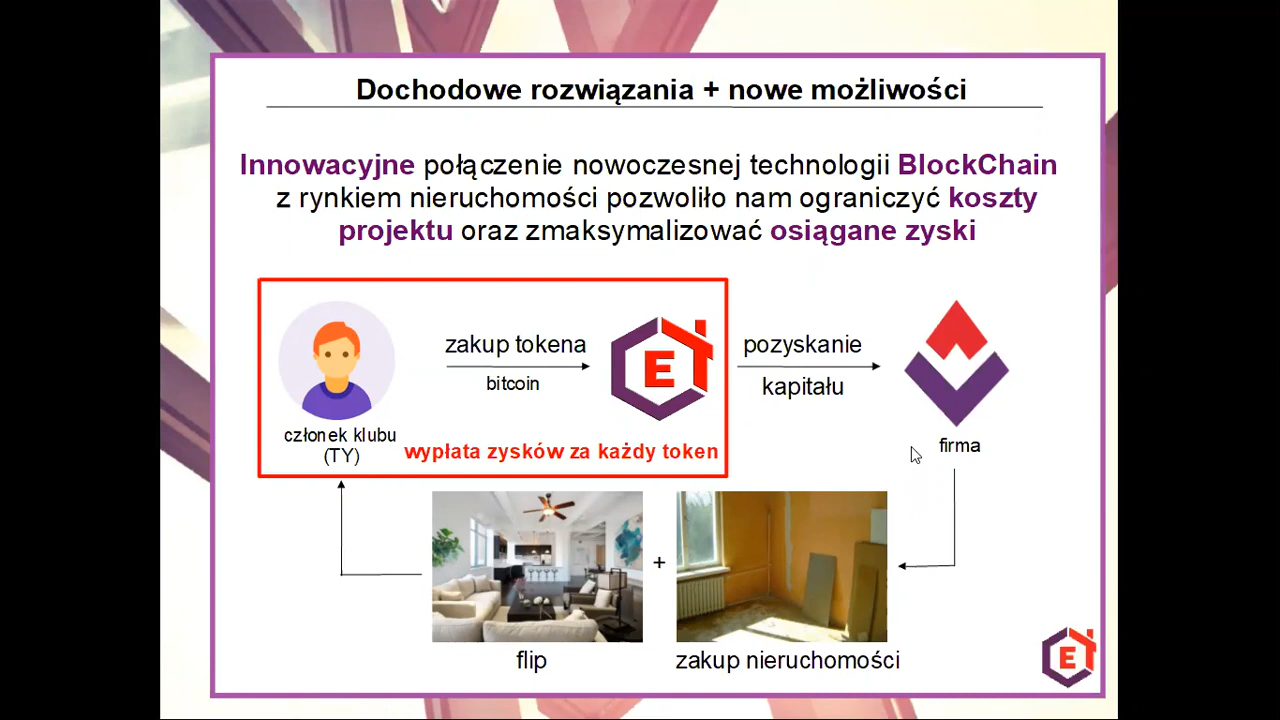 Dochodowe rozwiązania + nowe możliwości
Innowacyjne połączenie nowoczesnej technologii BlockChain
z rynkiem nieruchomości pozwoliło nam ograniczyć koszty
projektu oraz zmaksymalizować osiągane zyski
zakup tokena
bitcoin
E
pozyskanie
kapitału
członek klubu
(TY)
wypłata zysków za każdy token
firma
+
flip
zakup nieruchomości
E